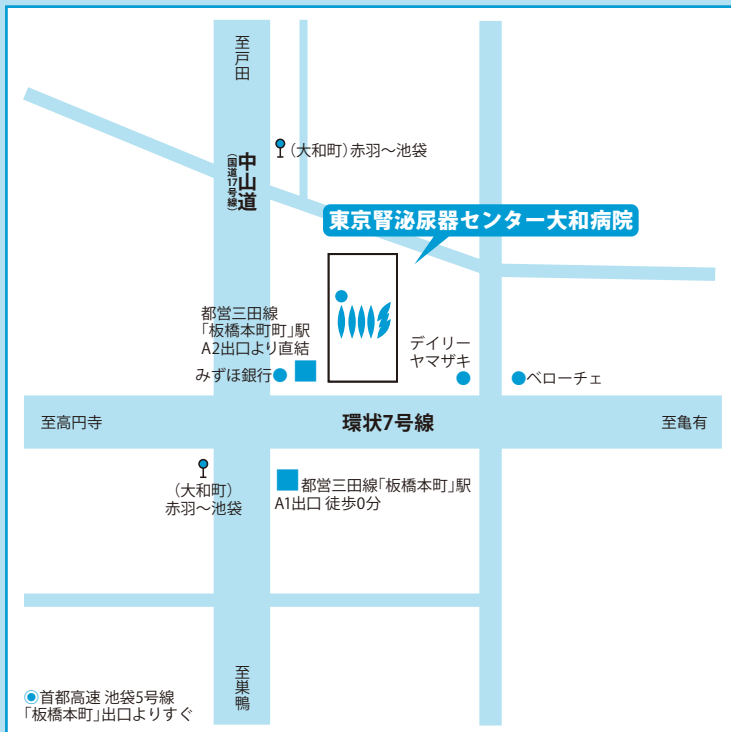 至戸田
中山道
（国道17号線）
（大和町）赤羽〜池袋
東京腎泌尿器センター大和病院
都営三田線
「板橋本町町」駅
A2出口より直結
みずほ銀行
デイリー
ヤマザキ
ベローチェ
至高円寺
環状7号線
至亀有
（大和町）
赤羽〜池袋
都営三田線「板橋本町」駅
A1出口 徒歩0分
至巣鴨
首都高速 池袋5号線
「板橋本町」出口よりすぐ